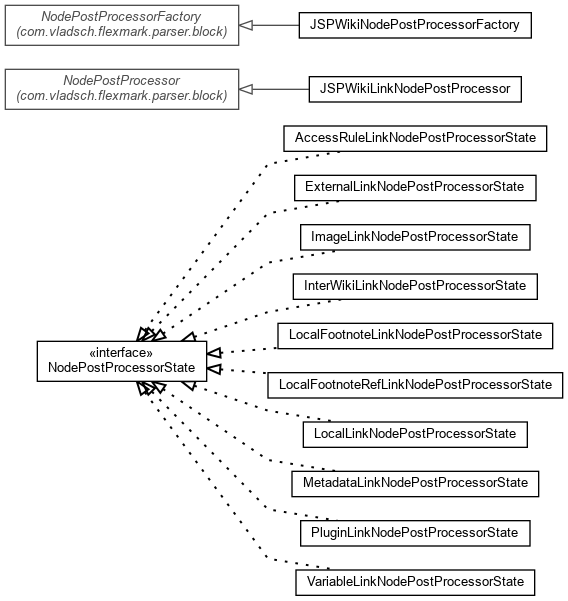 NodePostProcessorFactory
(com.vladsch.flexmark.parser.block)
JSPWikiNodePostProcessorFactory
NodePostProcessor
(com.vladsch.flexmark.parser.block)
JSPWikiLinkNodePostProcessor
AccessRuleLinkNodePostProcessorState
ExternalLinkNodePostProcessorState
ImageLinkNodePostProcessorState
InterWikiLinkNodePostProcessorState
LocalFootnoteLinkNodePostProcessorState
«interface»
NodePostProcessorState
LocalFootnoteRefLinkNodePostProcessorState
LocalLinkNodePostProcessorState
MetadataLinkNodePostProcessorState
PluginLinkNodePostProcessorState
VariableLinkNodePostProcessorState